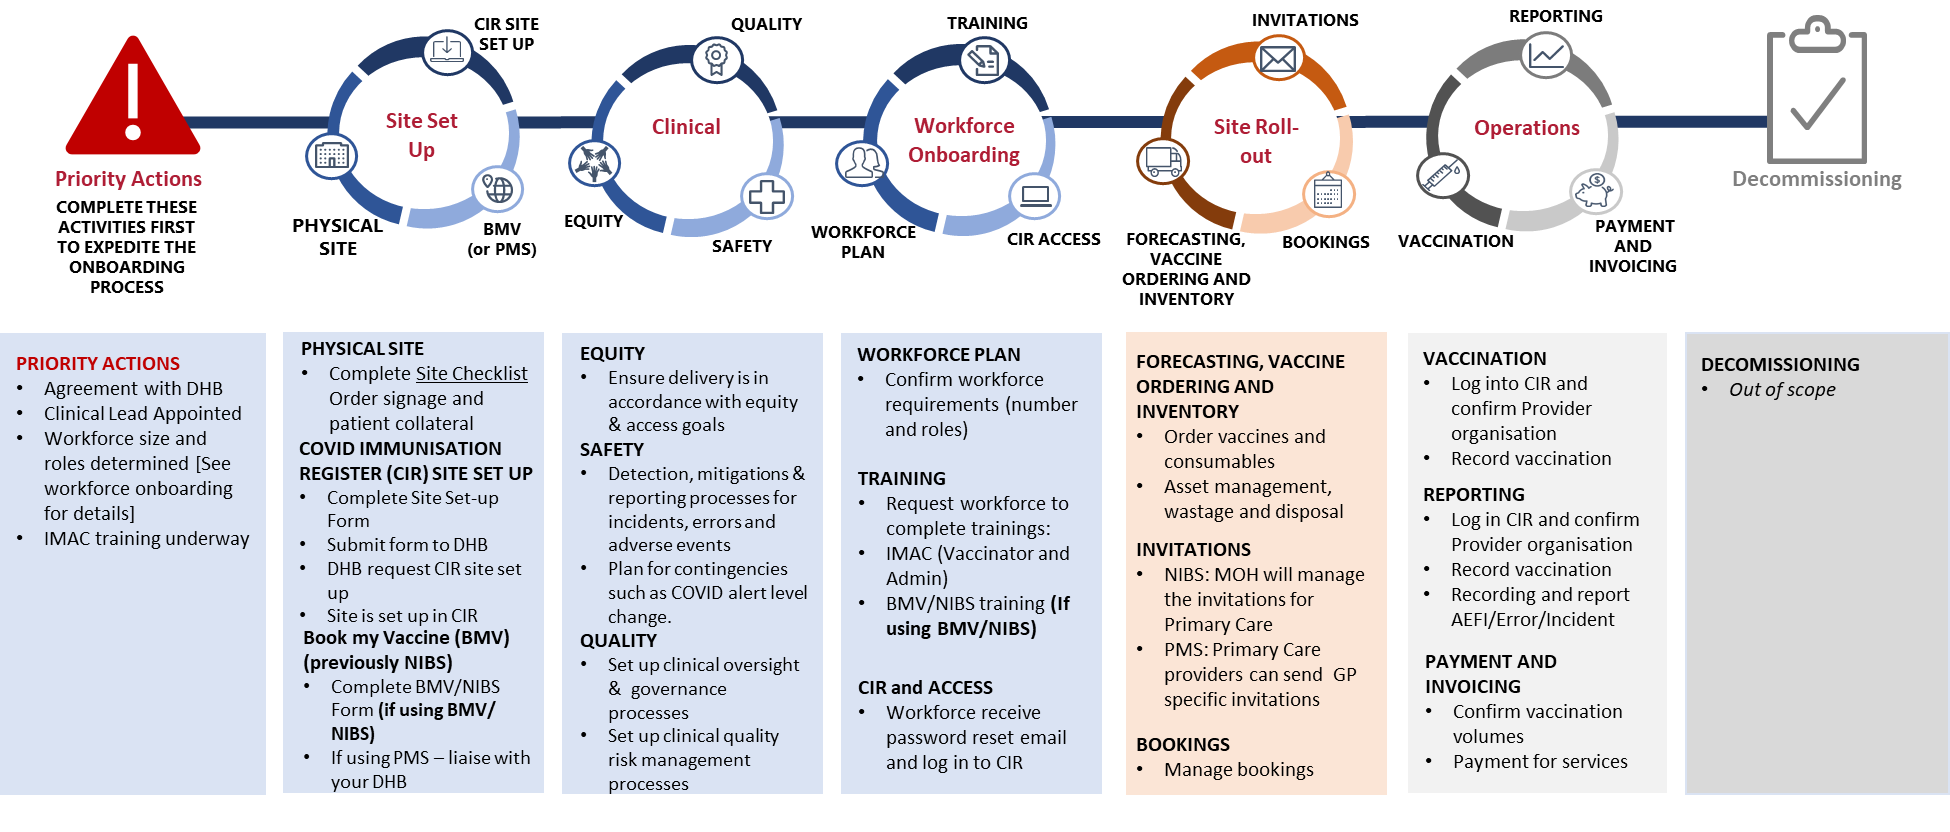 Priority Actions
COMPLETE THESE
ACTIVITIES FIRST
TO EXPEDITE THE
ONBOARDING
PROCESS
CIR SITE
SET UP
Site Set
Up
PHYSICAL
SITE
BMV
(or PMS)
QUALITY
Clinical
EQUITY
SAFETY
TRAINING
Workforce
Onboarding
WORKFORCE
PLAN
CIR ACCESS
INVITATIONS
Site Roll-
out
FORECASTING,
VACCINE
ORDERING AND
INVENTORY
BOOKINGS
REPORTING
Operations
VACCINATION
PAYMENT
AND
INVOICING
Decommissioning
PRIORITY ACTIONS
• Agreement with DHB
• Clinical Lead Appointed
• Workforce size and
roles determined [See
workforce onboarding
for details]
• IMAC training underway
PHYSICAL SITE
• Complete Site Checklist
Order signage and
patient collateral
COVID IMMUNISATION
REGISTER (CIR) SITE SET UP
• Complete Site Set-up
Form
• Submit form to DHB
• DHB request CIR site set
up
• Site is set up in CIR
Book my Vaccine (BMV)
(previously NIBS)
• Complete BMV/NIBS
Form (if using BMV/
NIBS)
• If using PMS – liaise with
your DHB
EQUITY
• Ensure delivery is in
accordance with equity
& access goals
SAFETY
• Detection, mitigations &
reporting processes for
incidents, errors and
adverse events
• Plan for contingencies
such as COVID alert level
change.
QUALITY
• Set up clinical oversight
& governance
processes
• Set up clinical quality
risk management
processes
WORKFORCE PLAN
• Confirm workforce
requirements (number
and roles)
TRAINING
• Request workforce to
complete trainings:
• IMAC (Vaccinator and
Admin)
• BMV/NIBS training (If
using BMV/NIBS)
CIR and ACCESS
• Workforce receive
password reset email
and log in to CIR
FORECASTING, VACCINE
ORDERING AND
INVENTORY
• Order vaccines and
consumables
• Asset management,
wastage and disposal
INVITATIONS
• NIBS: MOH will manage
the invitations for
Primary Care
• PMS: Primary Care
providers can send GP
specific invitations
BOOKINGS
• Manage bookings
VACCINATION
• Log into CIR and
confirm Provider
organisation
• Record vaccination
REPORTING
• Log in CIR and confirm
Provider organisation
• Record vaccination
• Recording and report
AEFI/Error/Incident
PAYMENT AND
INVOICING
• Confirm vaccination
volumes
• Payment for services
DECOMISSIONING
• Out of scope